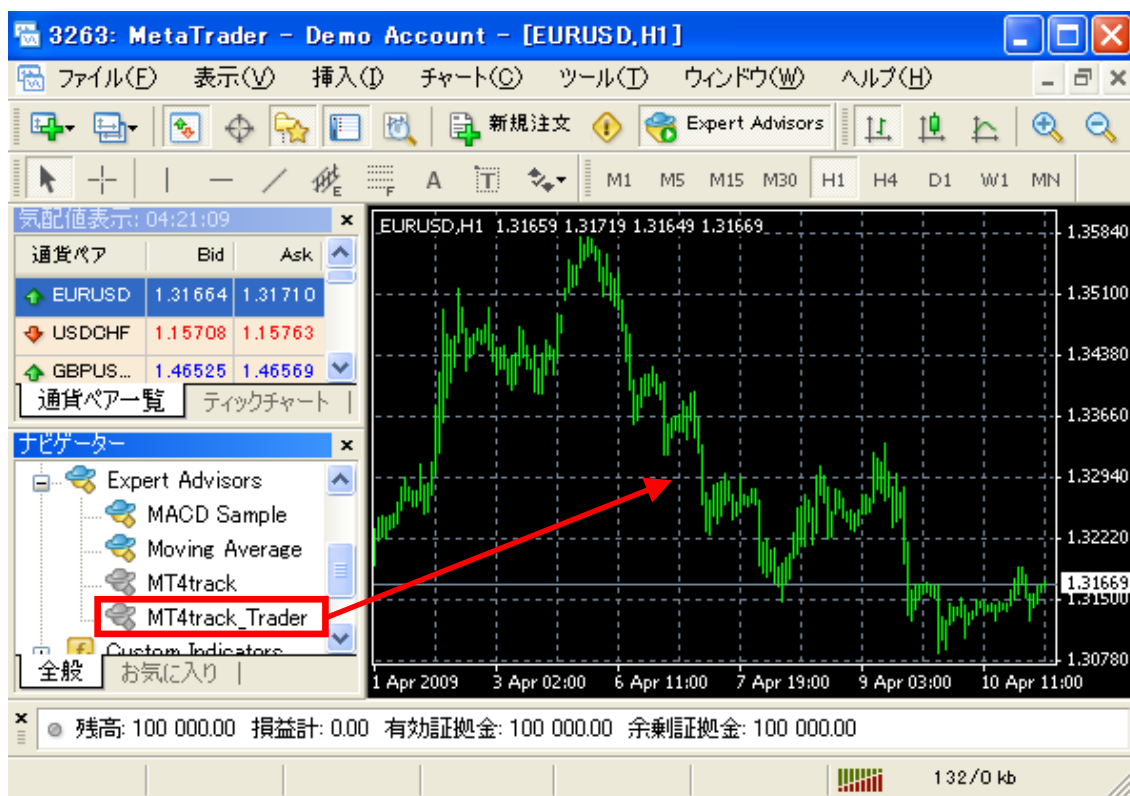 3263: MetaTrader - Demo Account - [EURUSD,H1]
ファイル(F) 表示(V) 挿入(I) チャート(C) ツール(T) ウィンドウ(W) ヘルプ(H)
新規注文 Expert Advisors
E F A T M1 M5 M15 M30 H1 H4 D1 W1 MN
気配値表示: 04:21:09
通貨ペア Bid Ask
EURUSD 1.31664 1.31710
USDCHF 1.15708 1.15763
GBPUS... 1.46525 1.46569
通貨ペア一覧 ティックチャート
ナビゲーター
Expert Advisors
MACD Sample
Moving Average
MT4track
MT4track_Trader
Custom Indicators
全般 お気に入り
EURUSD,H1 1.31659 1.31719 1.31649 1.31669
1.35840
1.35100
1.34380
1.33660
1.32940
1.32220
1.31669
1.31500
1.30780
1 Apr 2009 3 Apr 02:00 6 Apr 11:00 7 Apr 19:00 9 Apr 03:00 10 Apr 11:00
残高: 100 000.00 損益計: 0.00 有効証拠金: 100 000.00 余剰証拠金: 100 000.00
132/0 kb